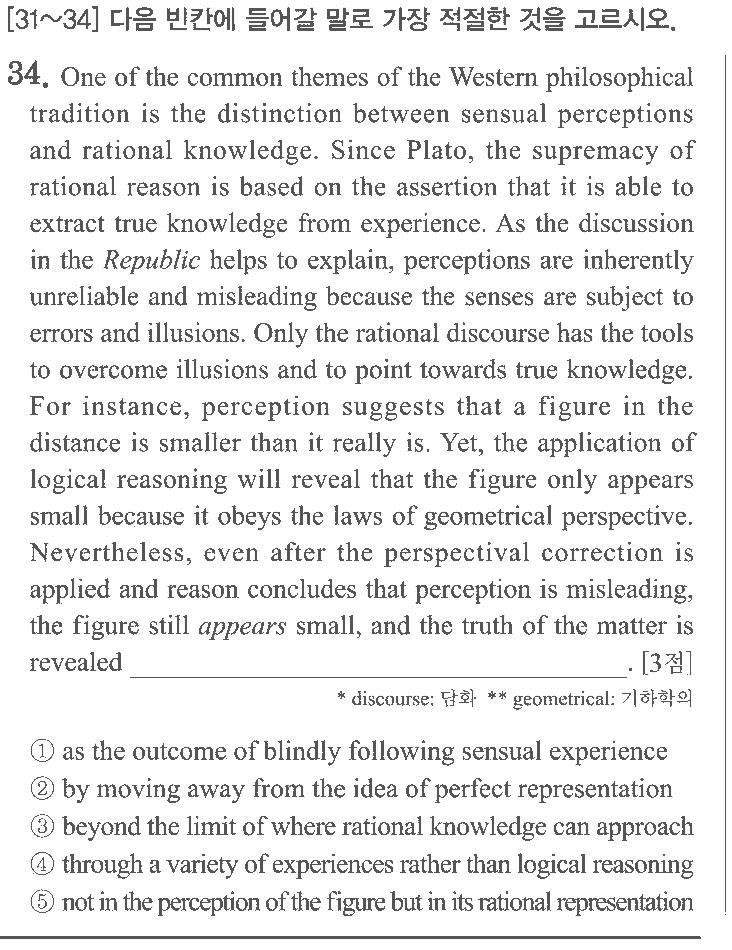 [31～34] 다음 빈칸에 들어갈 말로 가장 적절한 것을 고르시오.
34. One of the common themes of the Western philosophical
tradition is the distinction between sensual perceptions
and rational knowledge. Since Plato, the supremacy of
rational reason is based on the assertion that it is able to
extract true knowledge from experience. As the discussion
in the Republic helps to explain, perceptions are inherently
unreliable and misleading because the senses are subject to
errors and illusions. Only the rational discourse has the tools
to overcome illusions and to point towards true knowledge.
For instance, perception suggests that a figure in the
distance is smaller than it really is. Yet, the application of
logical reasoning will reveal that the figure only appears
small because it obeys the laws of geometrical perspective.
Nevertheless, even after the perspectival correction is
applied and reason concludes that perception is misleading,
the figure still appears small, and the truth of the matter is
revealed ______________________________. [3점]
* discourse: 담화 ** geometrical: 기하학의
① as the outcome of blindly following sensual experience
② by moving away from the idea of perfect representation
③ beyond the limit of where rational knowledge can approach
④ through a variety of experiences rather than logical reasoning
⑤ not in the perception of the figure but in its rational representation